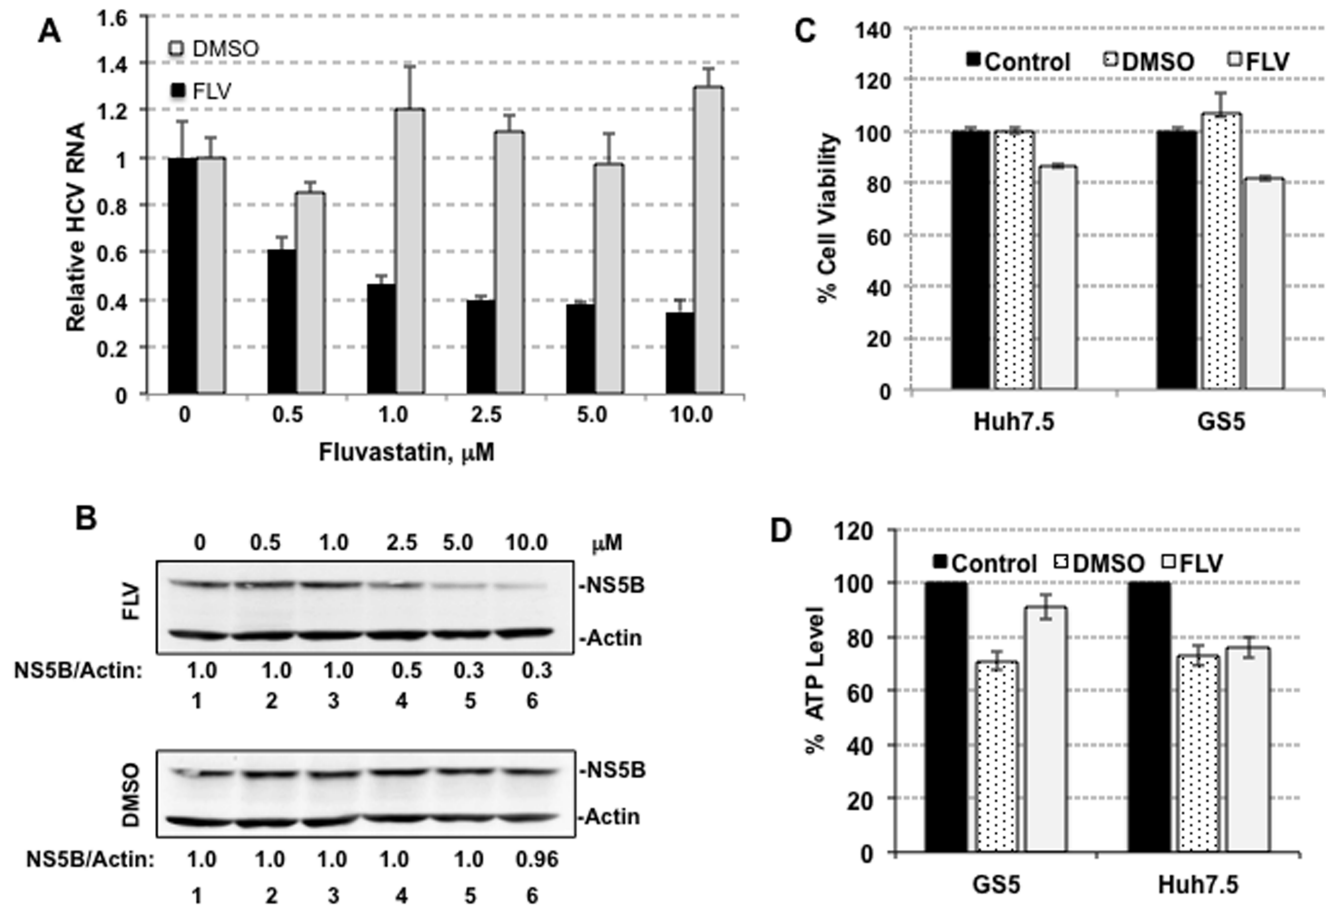 A
1.6
1.4
1.2
1
0.8
0.6
0.4
0.2
0
DMSO
FLV
Relative HCV RNA
0 0.5 1.0 2.5 5.0 10.0
Fluvastatin, μM
B
0 0.5 1.0 2.5 5.0 10.0 μM
FLV
-NS5B
-Actin
NS5B/Actin: 1.0 1.0 1.0 0.5 0.3 0.3
1 2 3 4 5 6
DMSO
-NS5B
-Actin
NS5B/Actin: 1.0 1.0 1.0 1.0 1.0 0.96
1 2 3 4 5 6
C
140
120
100
80
60
40
20
0
Control DMSO FLV
% Cell Viability
Huh7.5 GS5
D
120
100
80
60
40
20
0
Control DMSO FLV
% ATP Level
GS5 Huh7.5